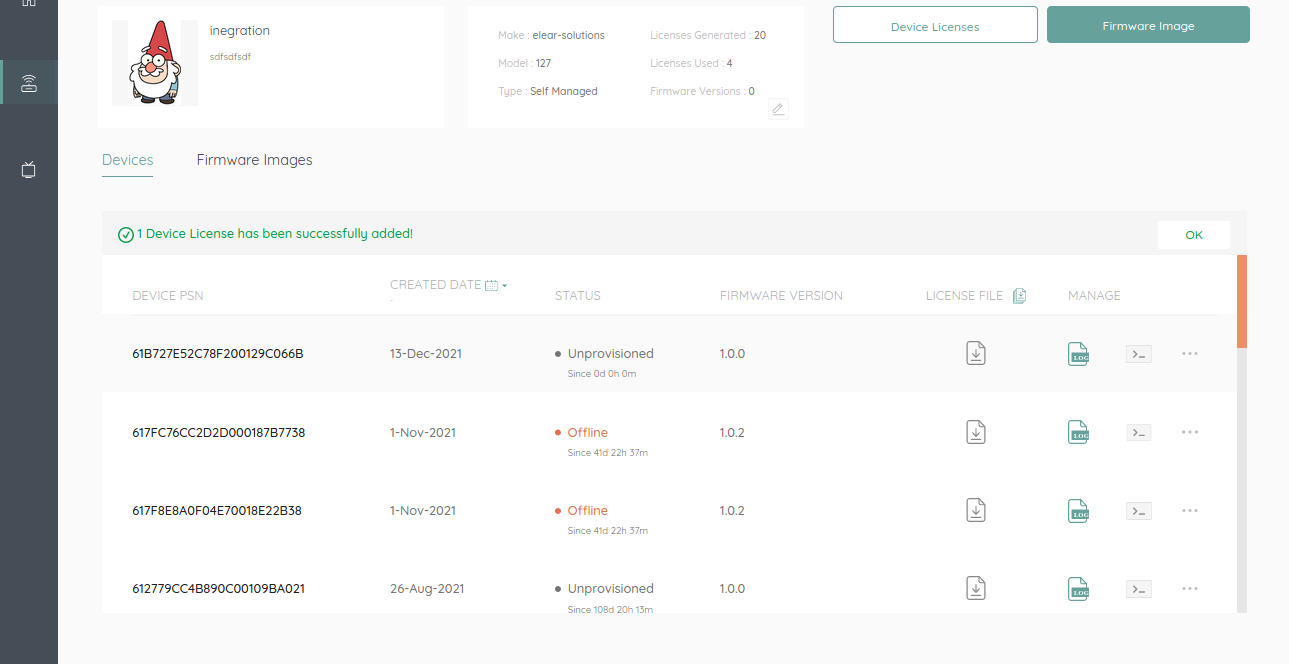 inegration
sdfsdfsdf
Make : elear-solutions
Licenses Generated : 20
Model : 127
Licenses Used : 4
Type : Self Managed
Firmware Versions : 0
Device Licenses
Firmware Image
Devices
Firmware Images
1 Device License has been successfully added!
OK
DEVICE PSN
CREATED DATE
-
STATUS
FIRMWARE VERSION
LICENSE FILE
MANAGE
61B727E52C78F200129C066B
13-Dec-2021
Unprovisioned
Since 0d 0h 0m
1.0.0
LOG
>_
...
617FC76CC2D2D000187B7738
1-Nov-2021
Offline
Since 41d 22h 37m
1.0.2
LOG
>_
...
617F8E8A0F04E70018E22B38
1-Nov-2021
Offline
Since 41d 22h 37m
1.0.2
LOG
>_
...
612779CC4B890C00109BA021
26-Aug-2021
Unprovisioned
Since 108d 20h 13m
1.0.0
LOG
>_
...